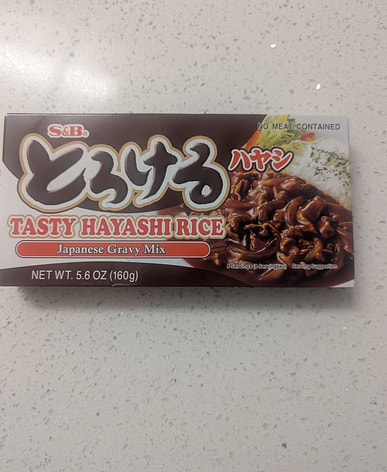 S&B®
NO MEAT CONTAINED
とろける
ハヤシ
TASTY HAYASHI RICE
Japanese Gravy Mix
NET WT. 5.6 OZ (160g)
Serving Suggestion